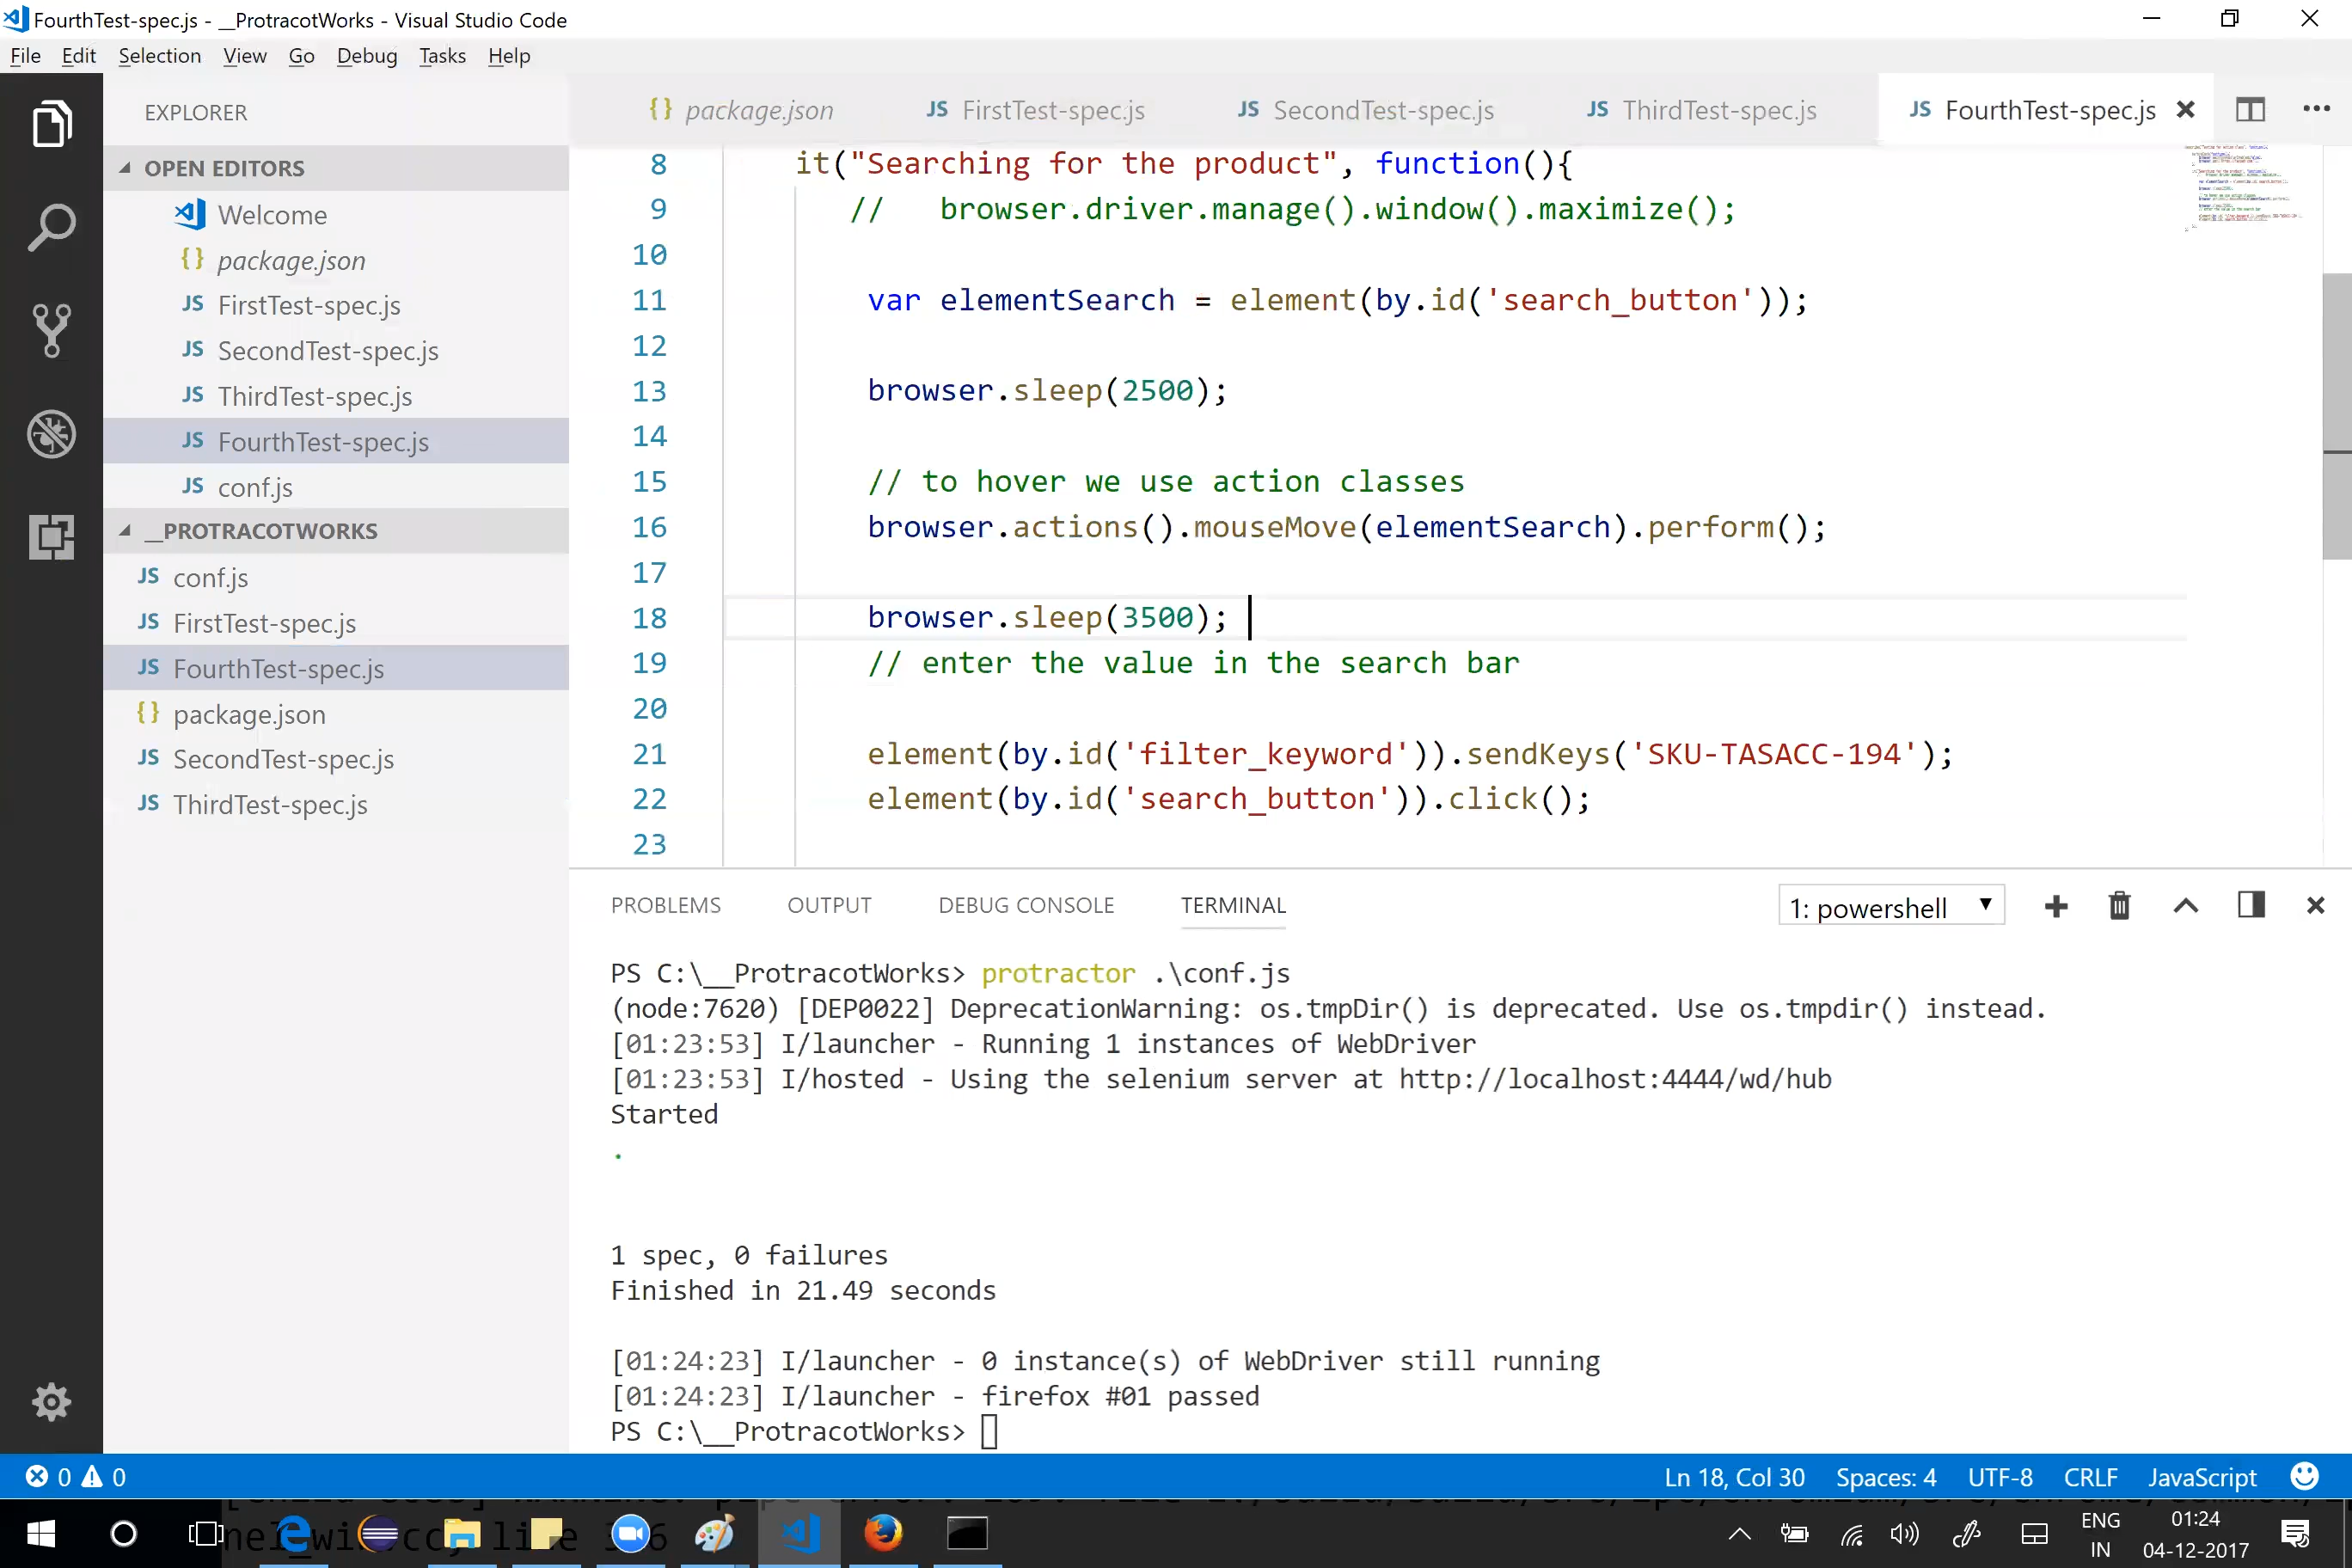 FourthTest-spec.js - __ProtracotWorks - Visual Studio Code
File Edit Selection View Go Debug Tasks Help
EXPLORER
OPEN EDITORS
Welcome
{} package.json
JS FirstTest-spec.js
JS SecondTest-spec.js
JS ThirdTest-spec.js
JS FourthTest-spec.js
JS conf.js
__PROTRACOTWORKS
JS conf.js
JS FirstTest-spec.js
JS FourthTest-spec.js
{} package.json
JS SecondTest-spec.js
JS ThirdTest-spec.js
{} package.json JS FirstTest-spec.js JS SecondTest-spec.js JS ThirdTest-spec.js JS FourthTest-spec.js
8 it("Searching for the product", function(){
9 // browser.driver.manage().window().maximize();
10
11 var elementSearch = element(by.id('search_button'));
12
13 browser.sleep(2500);
14
15 // to hover we use action classes
16 browser.actions().mouseMove(elementSearch).perform();
17
18 browser.sleep(3500);
19 // enter the value in the search bar
20
21 element(by.id('filter_keyword')).sendKeys('SKU-TASACC-194');
22 element(by.id('search_button')).click();
23
PROBLEMS OUTPUT DEBUG CONSOLE TERMINAL 1: powershell
PS C:\__ProtracotWorks> protractor .\conf.js
(node:7620) [DEP0022] DeprecationWarning: os.tmpDir() is deprecated. Use os.tmpdir() instead.
[01:23:53] I/launcher - Running 1 instances of WebDriver
[01:23:53] I/hosted - Using the selenium server at http://localhost:4444/wd/hub
Started
.
1 spec, 0 failures
Finished in 21.49 seconds
[01:24:23] I/launcher - 0 instance(s) of WebDriver still running
[01:24:23] I/launcher - firefox #01 passed
PS C:\__ProtracotWorks>
0 0 Ln 18, Col 30 Spaces: 4 UTF-8 CRLF JavaScript
ENG
IN
01:24
04-12-2017